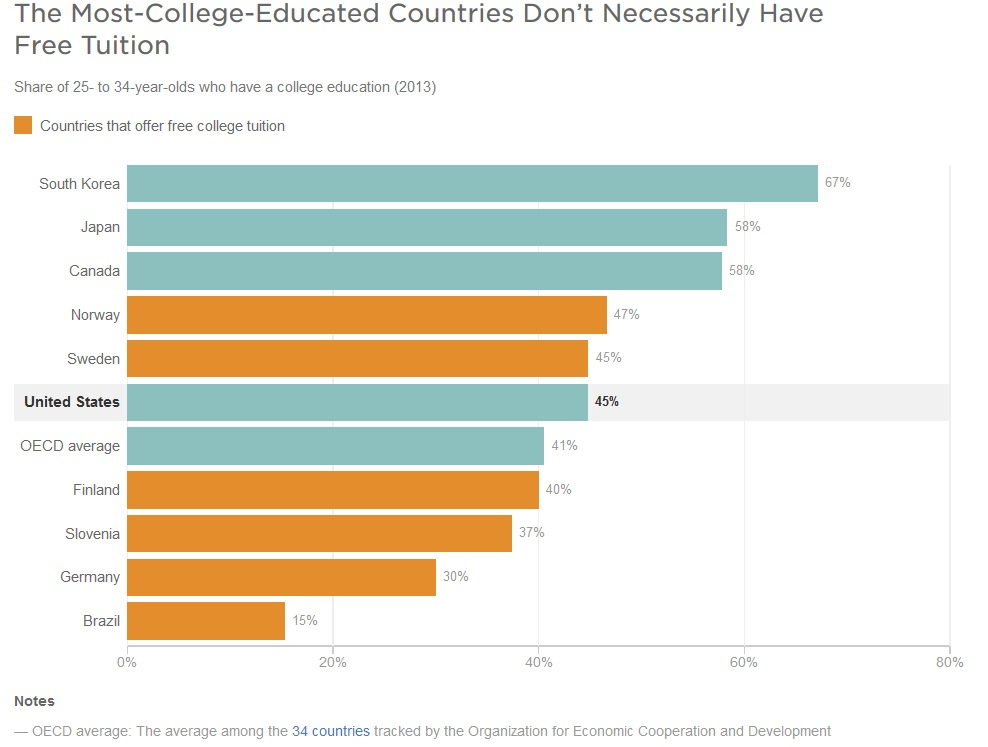 The Most-College-Educated Countries Don’t Necessarily Have
Free Tuition
Share of 25- to 34-year-olds who have a college education (2013)
Countries that offer free college tuition
South Korea 67%
Japan 58%
Canada 58%
Norway 47%
Sweden 45%
United States 45%
OECD average 41%
Finland 40%
Slovenia 37%
Germany 30%
Brazil 15%
0% 20% 40% 60% 80%
Notes
— OECD average: The average among the 34 countries tracked by the Organization for Economic Cooperation and Development